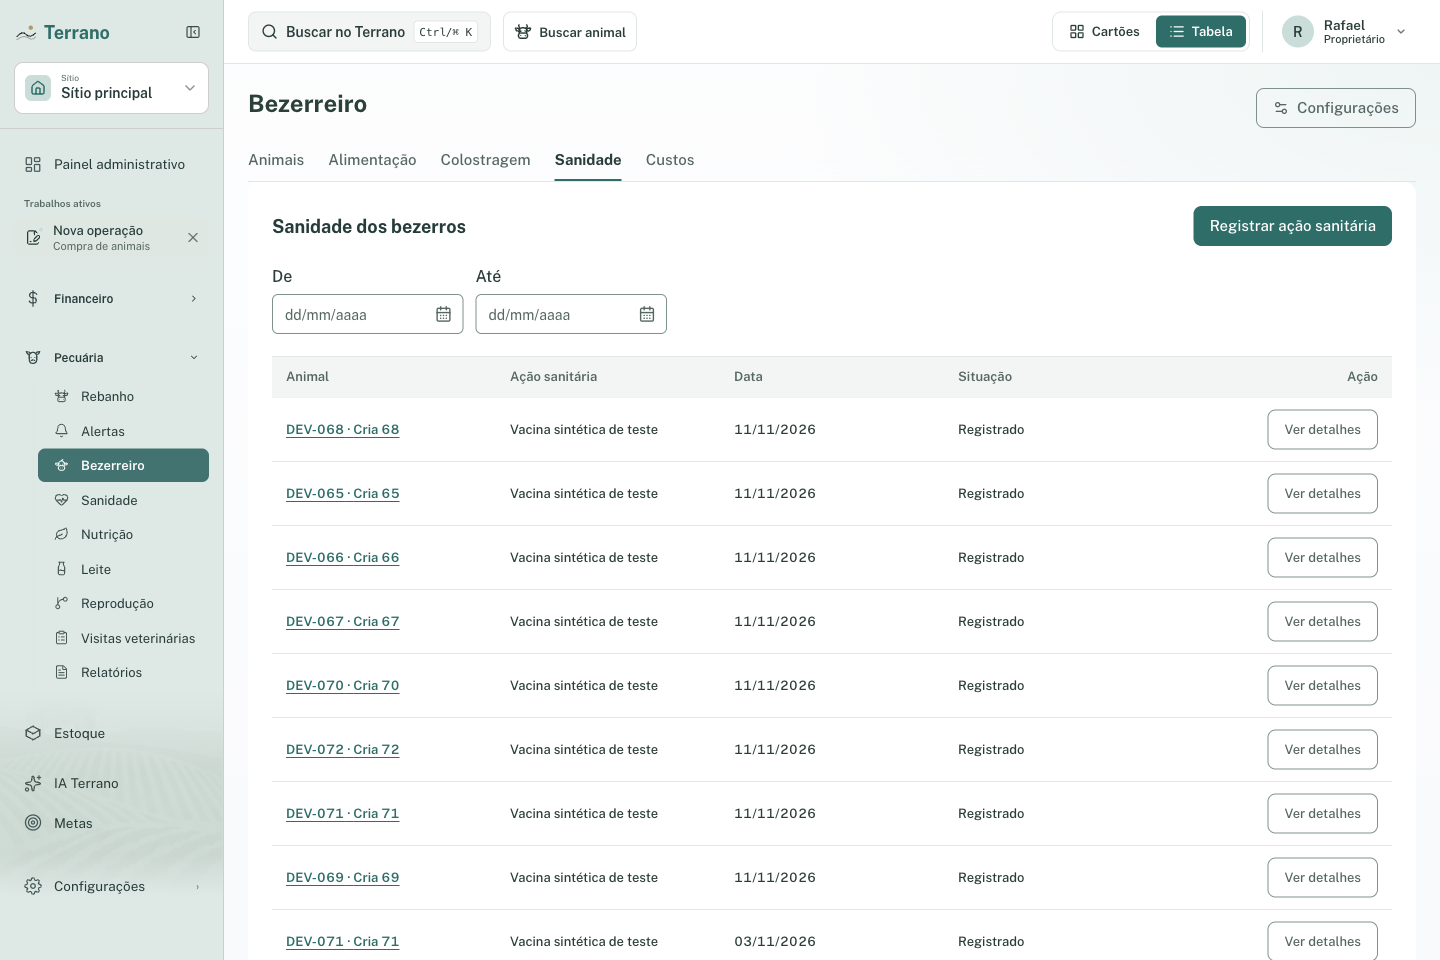 Terrano
Sítio
Sítio principal
Painel administrativo
Trabalhos ativos
Nova operação
Compra de animais
Financeiro
Pecuária
Rebanho
Alertas
Bezerreiro
Sanidade
Nutrição
Leite
Reprodução
Visitas veterinárias
Relatórios
Estoque
IA Terrano
Metas
Configurações
Buscar no Terrano Ctrl/⌘ K
Buscar animal
Cartões
Tabela
R
Rafael
Proprietário
Bezerreiro
Configurações
Animais Alimentação Colostragem Sanidade Custos
Sanidade dos bezerros
Registrar ação sanitária
De Até
dd/mm/aaaa dd/mm/aaaa
Animal Ação sanitária Data Situação Ação
DEV-068 · Cria 68 Vacina sintética de teste 11/11/2026 Registrado Ver detalhes
DEV-065 · Cria 65 Vacina sintética de teste 11/11/2026 Registrado Ver detalhes
DEV-066 · Cria 66 Vacina sintética de teste 11/11/2026 Registrado Ver detalhes
DEV-067 · Cria 67 Vacina sintética de teste 11/11/2026 Registrado Ver detalhes
DEV-070 · Cria 70 Vacina sintética de teste 11/11/2026 Registrado Ver detalhes
DEV-072 · Cria 72 Vacina sintética de teste 11/11/2026 Registrado Ver detalhes
DEV-071 · Cria 71 Vacina sintética de teste 11/11/2026 Registrado Ver detalhes
DEV-069 · Cria 69 Vacina sintética de teste 11/11/2026 Registrado Ver detalhes
DEV-071 · Cria 71 Vacina sintética de teste 03/11/2026 Registrado Ver detalhes